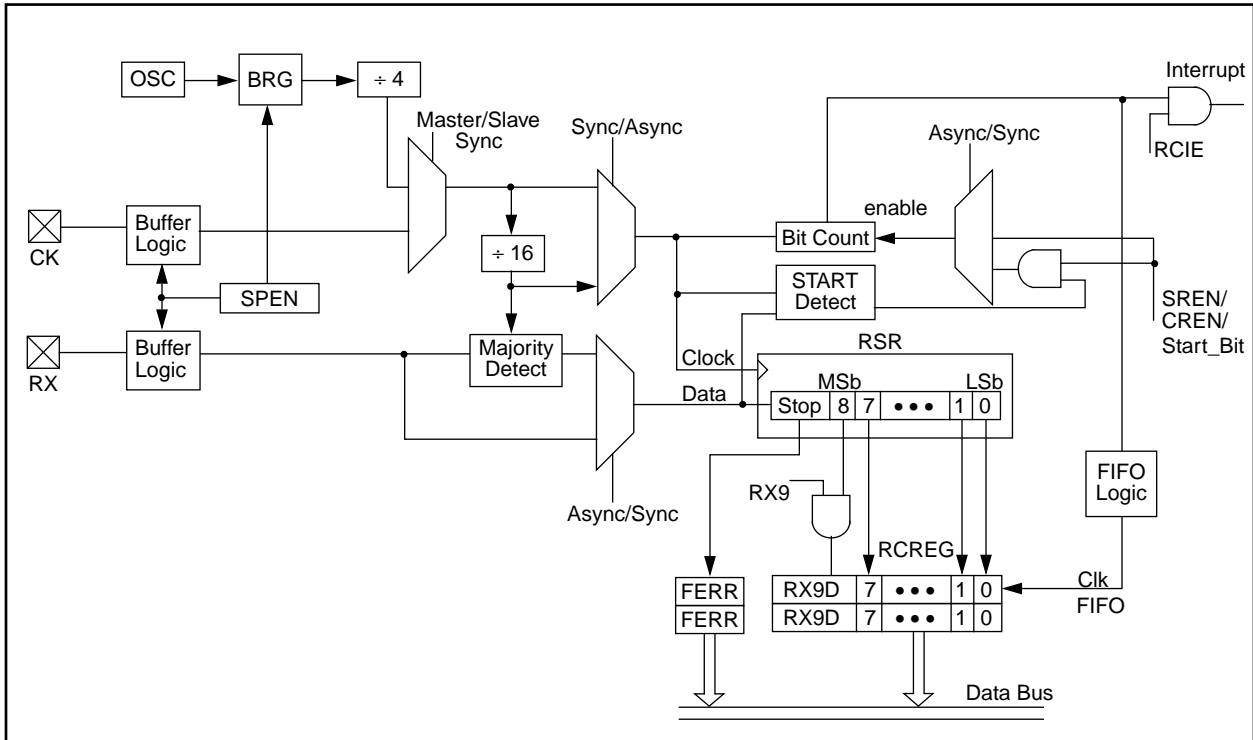 OSC
BRG
÷ 4
Interrupt
Master/Slave
Sync
Sync/Async
Async/Sync
RCIE
Buffer
Logic
CK
enable
Bit Count
÷ 16
SPEN
START
Detect
SREN/
CREN/
Start_Bit
Buffer
Logic
RX
Majority
Detect
Clock
RSR
MSb
LSb
Data
Stop 8 7 ••• 1 0
FIFO
Logic
RX9
Async/Sync
RCREG
Clk
FIFO
FERR
RX9D 7 ••• 1 0
FERR
RX9D 7 ••• 1 0
Data Bus